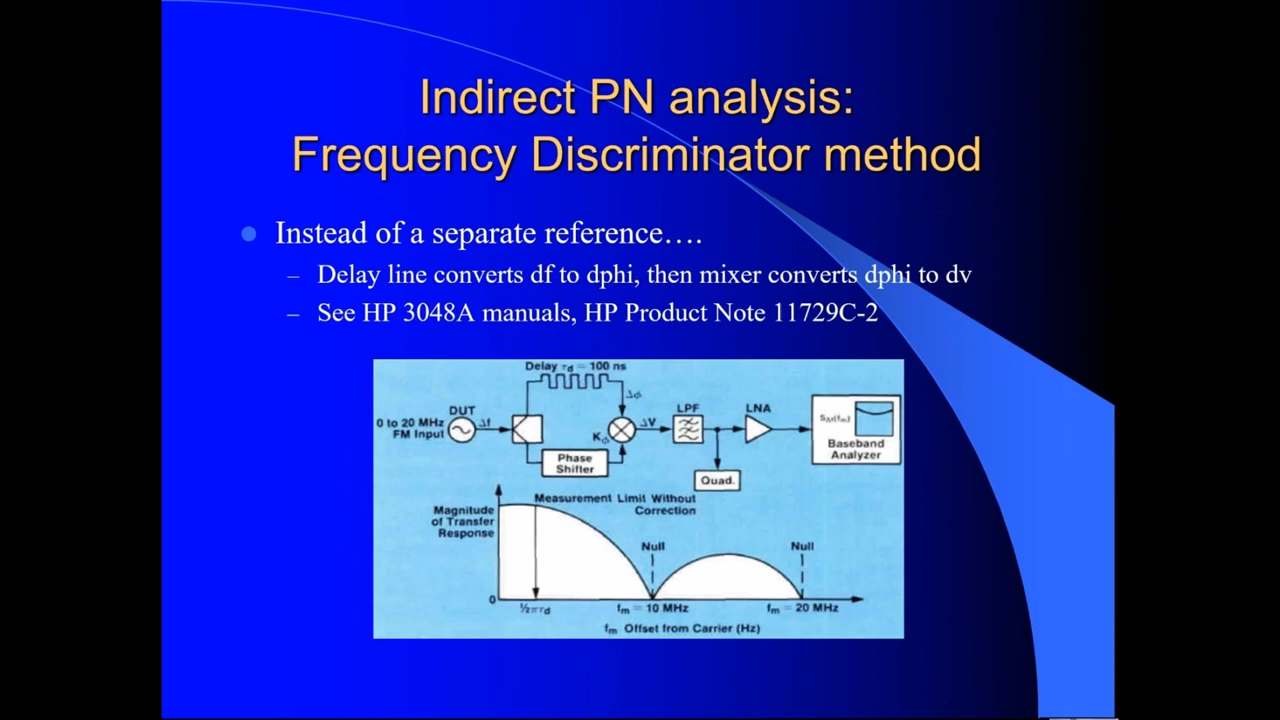 Indirect PN analysis:
Frequency Discriminator method
Instead of a separate reference….
– Delay line converts df to dphi, then mixer converts dphi to dv
– See HP 3048A manuals, HP Product Note 11729C-2
Delay τd = 100 ns
Δφ
DUT
0 to 20 MHz
FM Input
Δf
Kφ
ΔV
LPF
LNA
Baseband
Analyzer
Phase
Shifter
Quad.
Measurement Limit Without
Correction
Magnitude
of Transfer
Response
Null
Null
0
½πτd
fm = 10 MHz
fm = 20 MHz
fm Offset from Carrier (Hz)